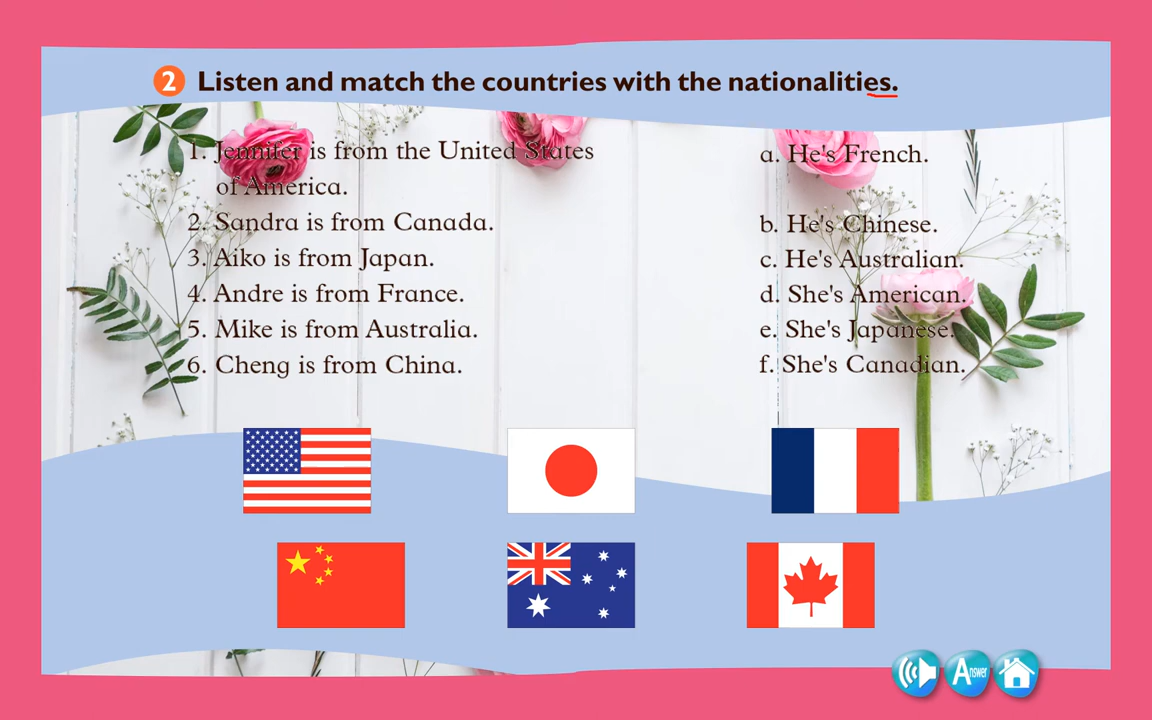 2 Listen and match the countries with the nationalities.
1. Jennifer is from the United States
of America.
2. Sandra is from Canada.
3. Aiko is from Japan.
4. Andre is from France.
5. Mike is from Australia.
6. Cheng is from China.
a. He's French.
b. He's Chinese.
c. He's Australian.
d. She's American.
e. She's Japanese.
f. She's Canadian.
Answer